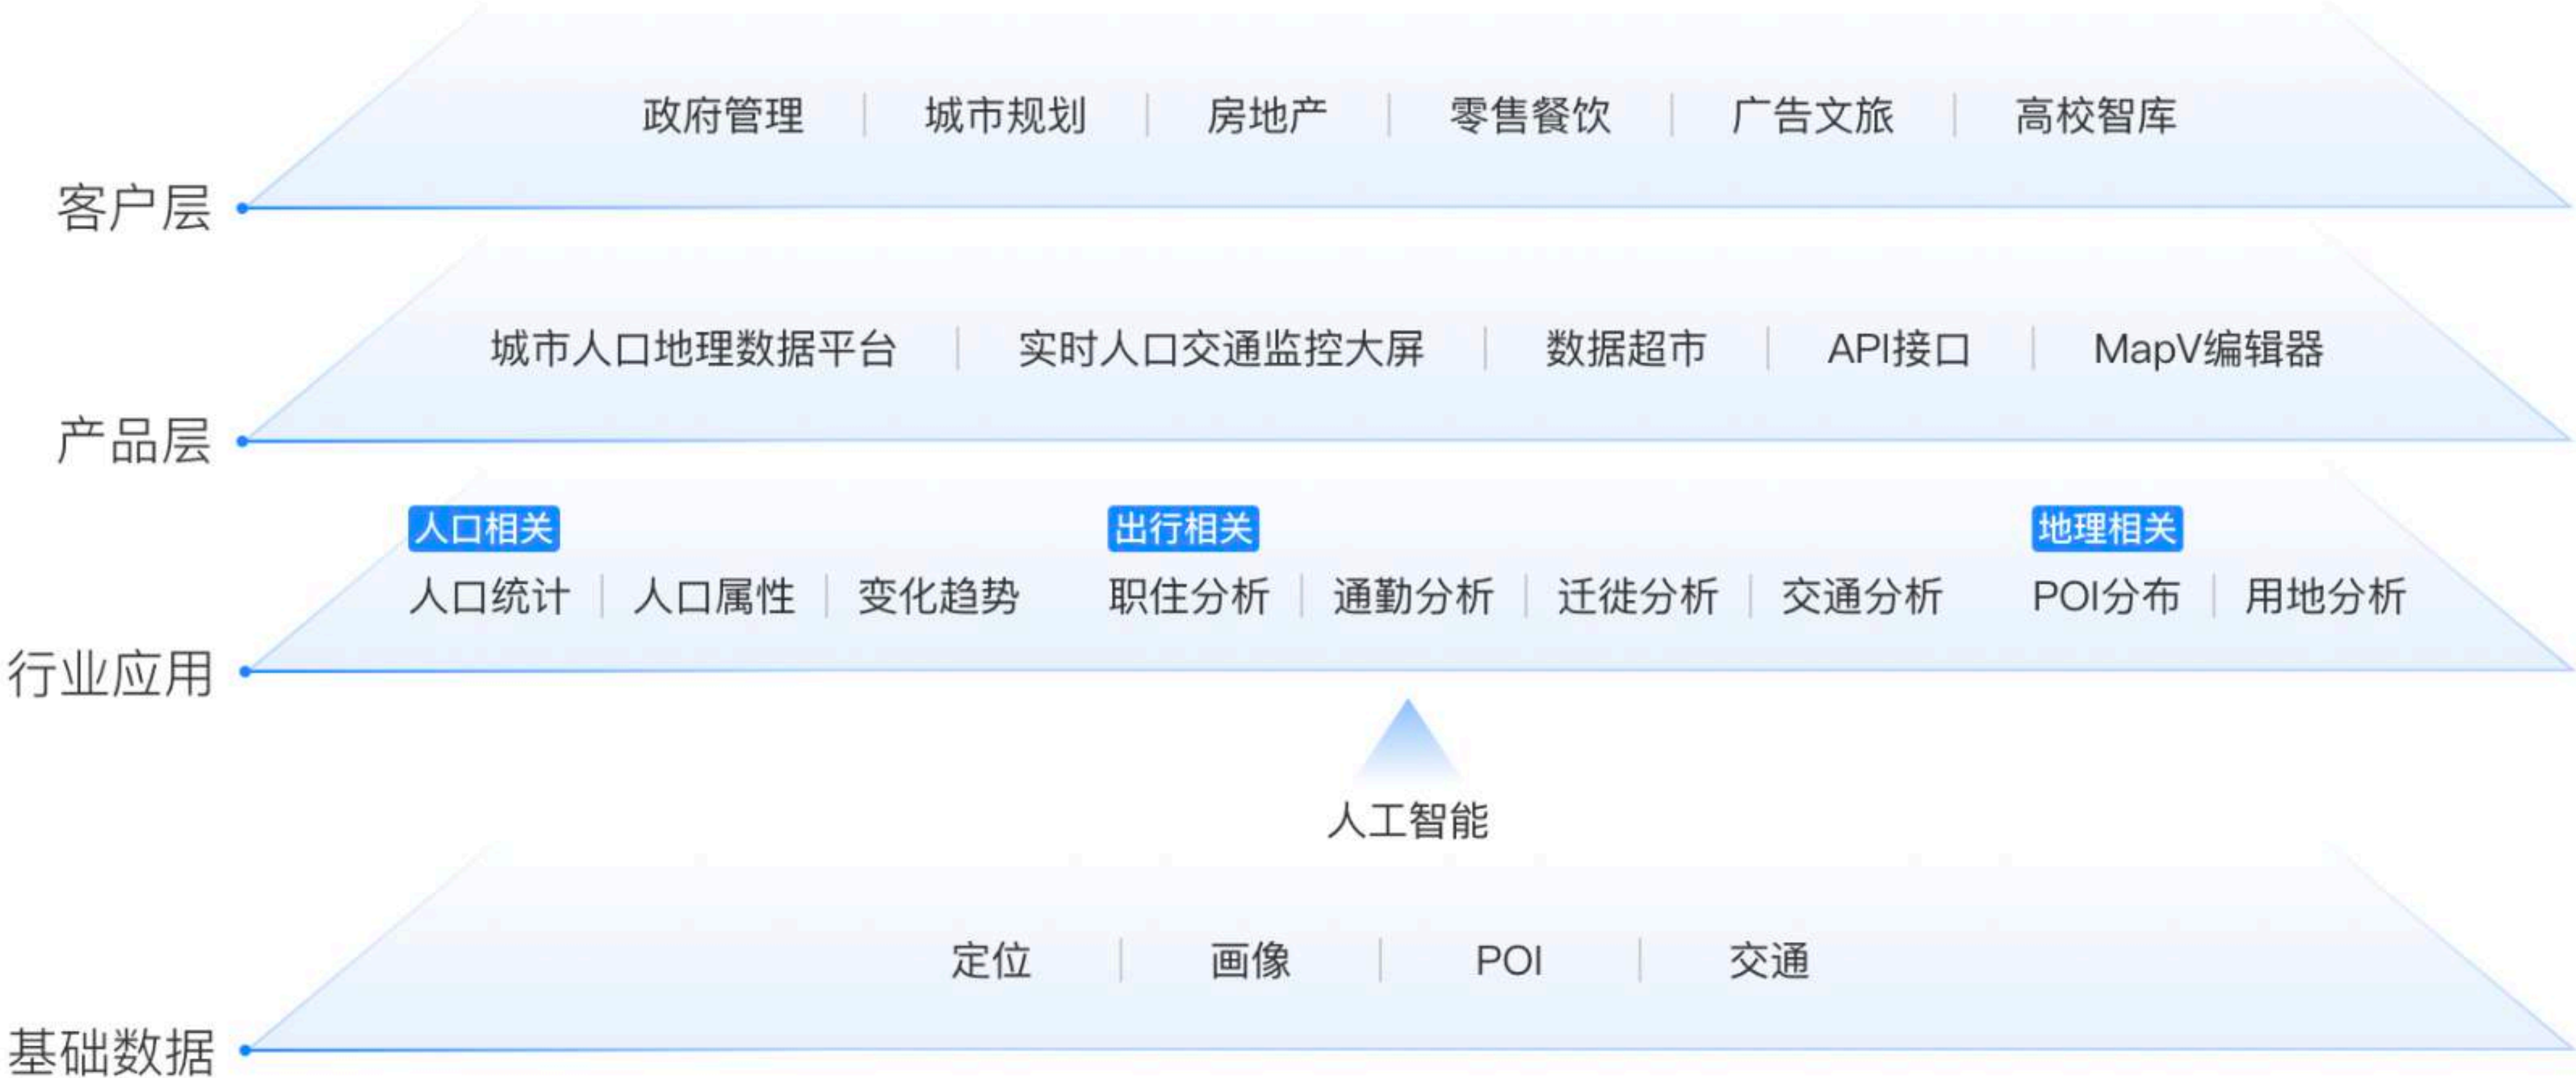 政府管理 城市规划 房地产 零售餐饮 广告文旅 高校智库
客户层
城市人口地理数据平台 实时人口交通监控大屏 数据超市 API接口 MapV编辑器
产品层
人口相关 出行相关 地理相关
人口统计 人口属性 变化趋势 职住分析 通勤分析 迁徙分析 交通分析 POI分布 用地分析
行业应用
人工智能
定位 画像 POI 交通
基础数据